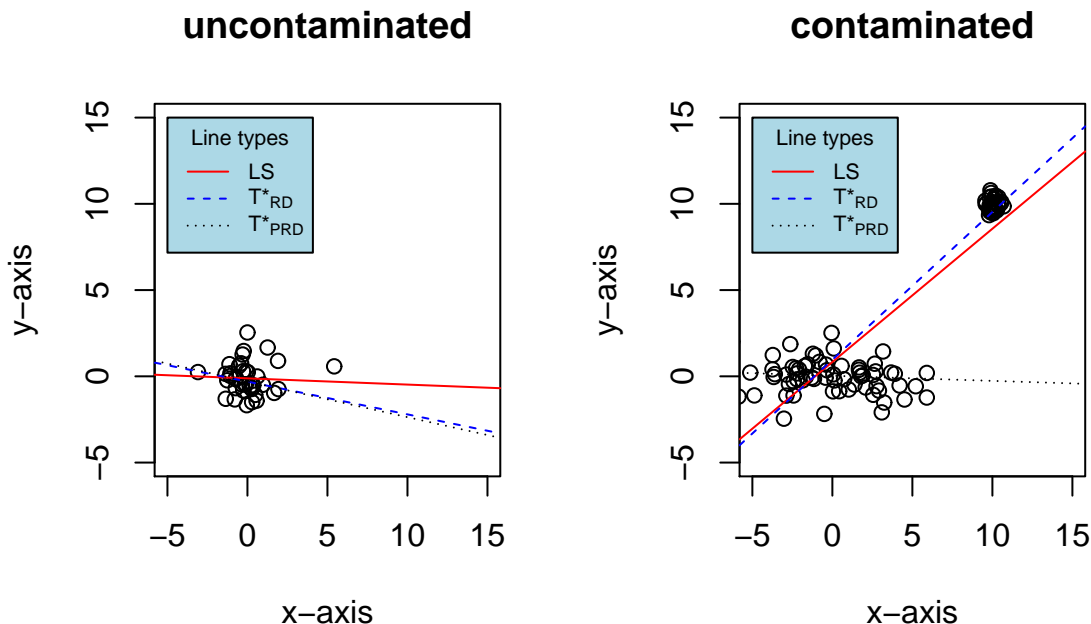 uncontaminated
15
10
5
0
−5
y−axis
Line types
LS
T*RD
T*PRD
−5 0 5 10 15
x−axis
contaminated
15
10
5
0
−5
y−axis
Line types
LS
T*RD
T*PRD
−5 0 5 10 15
x−axis